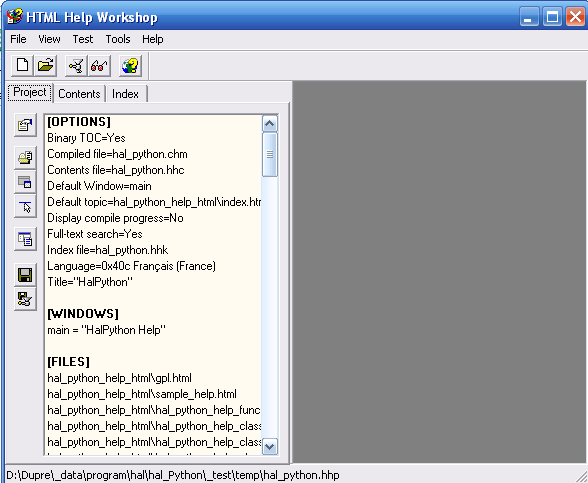 HTML Help Workshop
File View Test Tools Help
Project Contents Index
[OPTIONS]
Binary TOC=Yes
Compiled file=hal_python.chm
Contents file=hal_python.hhc
Default Window=main
Default topic=hal_python_help_html\index.htm
Display compile progress=No
Full-text search=Yes
Index file=hal_python.hhk
Language=0x40c Français (France)
Title="HalPython"
[WINDOWS]
main = "HalPython Help"
[FILES]
hal_python_help_html\gpl.html
hal_python_help_html\sample_help.html
hal_python_help_html\hal_python_help_func
hal_python_help_html\hal_python_help_class
hal_python_help_html\hal_python_help_class
D:\Dupre\_data\program\hal\hal_Python\_test\temp\hal_python.hhp